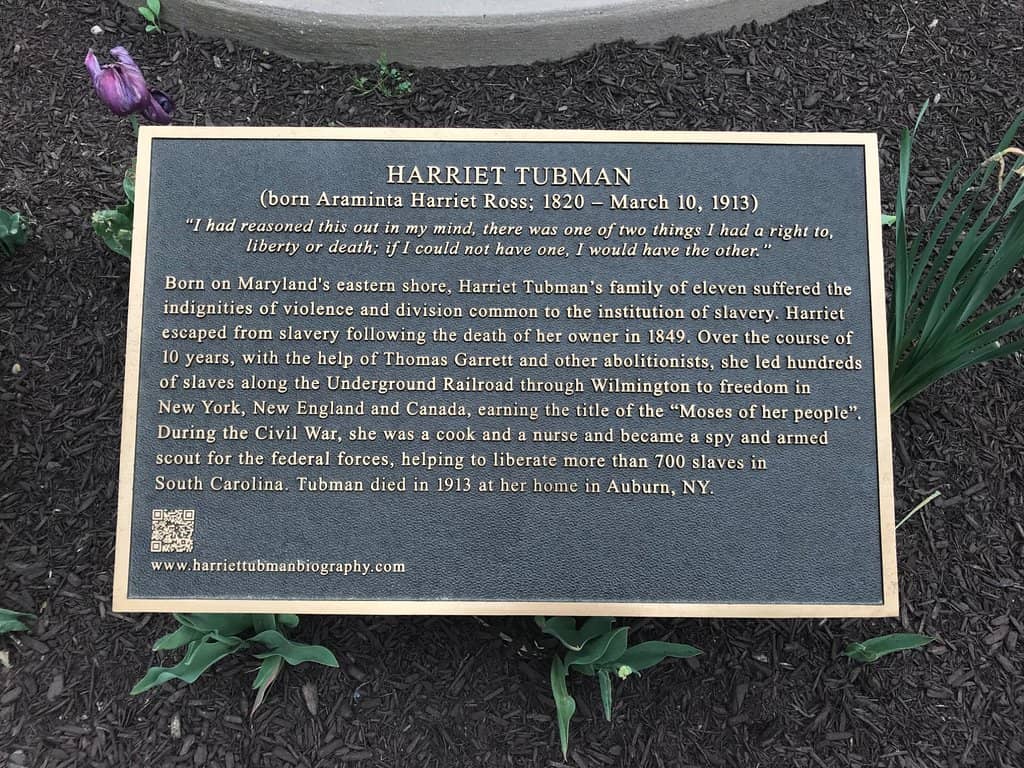 HARRIET TUBMAN
(born Araminta Harriet Ross; 1820 – March 10, 1913)
“I had reasoned this out in my mind, there was one of two things I had a right to,
liberty or death; if I could not have one, I would have the other.”
Born on Maryland's eastern shore, Harriet Tubman's family of eleven suffered the
indignities of violence and division common to the institution of slavery. Harriet
escaped from slavery following the death of her owner in 1849. Over the course of
10 years, with the help of Thomas Garrett and other abolitionists, she led hundreds
of slaves along the Underground Railroad through Wilmington to freedom in
New York, New England and Canada, earning the title of the “Moses of her people”.
During the Civil War, she was a cook and a nurse and became a spy and armed
scout for the federal forces, helping to liberate more than 700 slaves in
South Carolina. Tubman died in 1913 at her home in Auburn, NY.
www.harriettubmanbiography.com